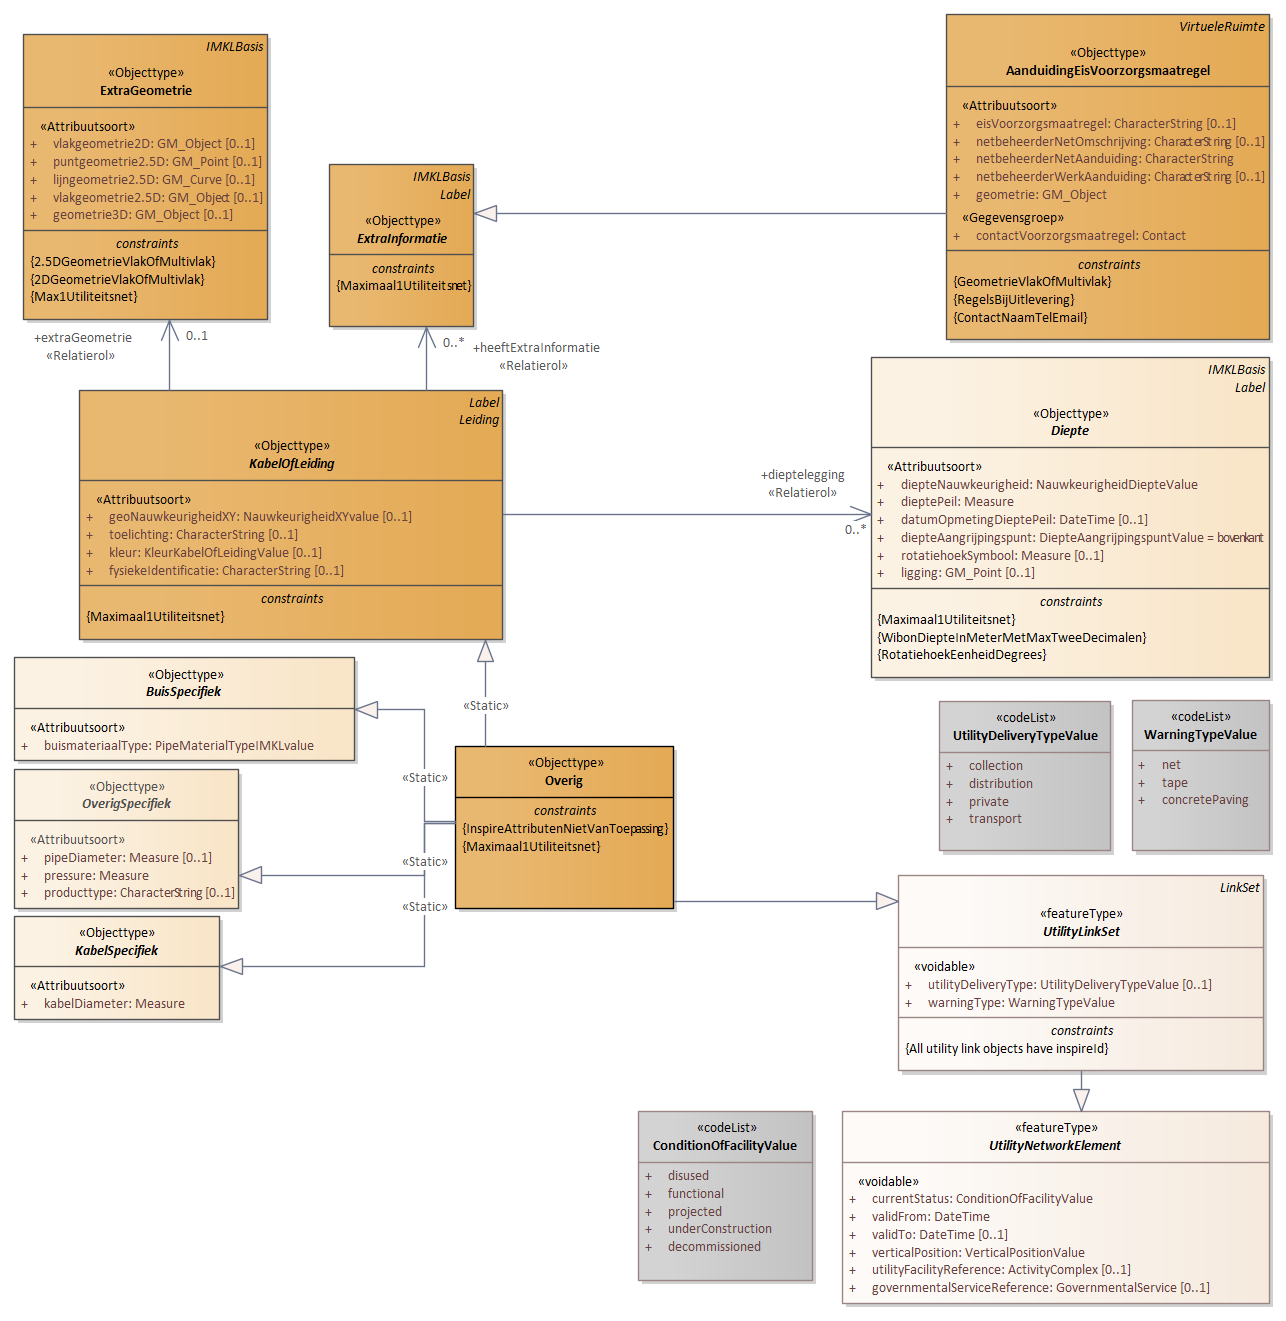 IMKLBasis
«Objecttype»
ExtraGeometrie
«Attribuutsoort»
+ vlakgeometrie2D: GM_Object [0..1]
+ puntgeometrie2.5D: GM_Point [0..1]
+ lijngeometrie2.5D: GM_Curve [0..1]
+ vlakgeometrie2.5D: GM_Object [0..1]
+ geometrie3D: GM_Object [0..1]
constraints
{2.5DGeometrieVlakOfMultivlak}
{2DGeometrieVlakOfMultivlak}
{Max1Utiliteitsnet}
IMKLBasis
Label
«Objecttype»
ExtraInformatie
constraints
{Maximaal1Utiliteitsnet}
VirtueleRuimte
«Objecttype»
AanduidingEisVoorzorgsmaatregel
«Attribuutsoort»
+ eisVoorzorgsmaatregel: CharacterString [0..1]
+ netbeheerderNetOmschrijving: CharacterString [0..1]
+ netbeheerderNetAanduiding: CharacterString
+ netbeheerderWerkAanduiding: CharacterString [0..1]
+ geometrie: GM_Object
«Gegevensgroep»
+ contactVoorzorgsmaatregel: Contact
constraints
{GeometrieVlakOfMultivlak}
{RegelsBijUitlevering}
{ContactNaamTelEmail}
+extraGeometrie
«Relatierol»
0..1
0..*
+heeftExtraInformatie
«Relatierol»
Label
Leiding
«Objecttype»
KabelOfLeiding
«Attribuutsoort»
+ geoNauwkeurigheidXY: NauwkeurigheidXYvalue [0..1]
+ toelichting: CharacterString [0..1]
+ kleur: KleurKabelOfLeidingValue [0..1]
+ fysiekeIdentificatie: CharacterString [0..1]
constraints
{Maximaal1Utiliteitsnet}
+dieptelegging
«Relatierol»
0..*
IMKLBasis
Label
«Objecttype»
Diepte
«Attribuutsoort»
+ diepteNauwkeurigheid: NauwkeurigheidDiepteValue
+ dieptePeil: Measure
+ datumOpmetingDieptePeil: DateTime [0..1]
+ diepteAangrijpingspunt: DiepteAangrijpingspuntValue = bovenkant
+ rotatiehoekSymbool: Measure [0..1]
+ ligging: GM_Point [0..1]
constraints
{Maximaal1Utiliteitsnet}
{WibonDiepteInMeterMetMaxTweeDecimalen}
{RotatiehoekEenheidDegrees}
«Objecttype»
BuisSpecifiek
«Attribuutsoort»
+ buismateriaalType: PipeMaterialTypeIMKLvalue
«Objecttype»
OverigSpecifiek
«Attribuutsoort»
+ pipeDiameter: Measure [0..1]
+ pressure: Measure
+ producttype: CharacterString [0..1]
«Objecttype»
KabelSpecifiek
«Attribuutsoort»
+ kabelDiameter: Measure
«Static»
«Static»
«Static»
«Static»
«Objecttype»
Overig
constraints
{InspireAttributenNietVanToepassing}
{Maximaal1Utiliteitsnet}
«codeList»
UtilityDeliveryTypeValue
+ collection
+ distribution
+ private
+ transport
«codeList»
WarningTypeValue
+ net
+ tape
+ concretePaving
LinkSet
«featureType»
UtilityLinkSet
«voidable»
+ utilityDeliveryType: UtilityDeliveryTypeValue [0..1]
+ warningType: WarningTypeValue
constraints
{All utility link objects have inspireId}
«codeList»
ConditionOfFacilityValue
+ disused
+ functional
+ projected
+ underConstruction
+ decommissioned
«featureType»
UtilityNetworkElement
«voidable»
+ currentStatus: ConditionOfFacilityValue
+ validFrom: DateTime
+ validTo: DateTime [0..1]
+ verticalPosition: VerticalPositionValue
+ utilityFacilityReference: ActivityComplex [0..1]
+ governmentalServiceReference: GovernmentalService [0..1]